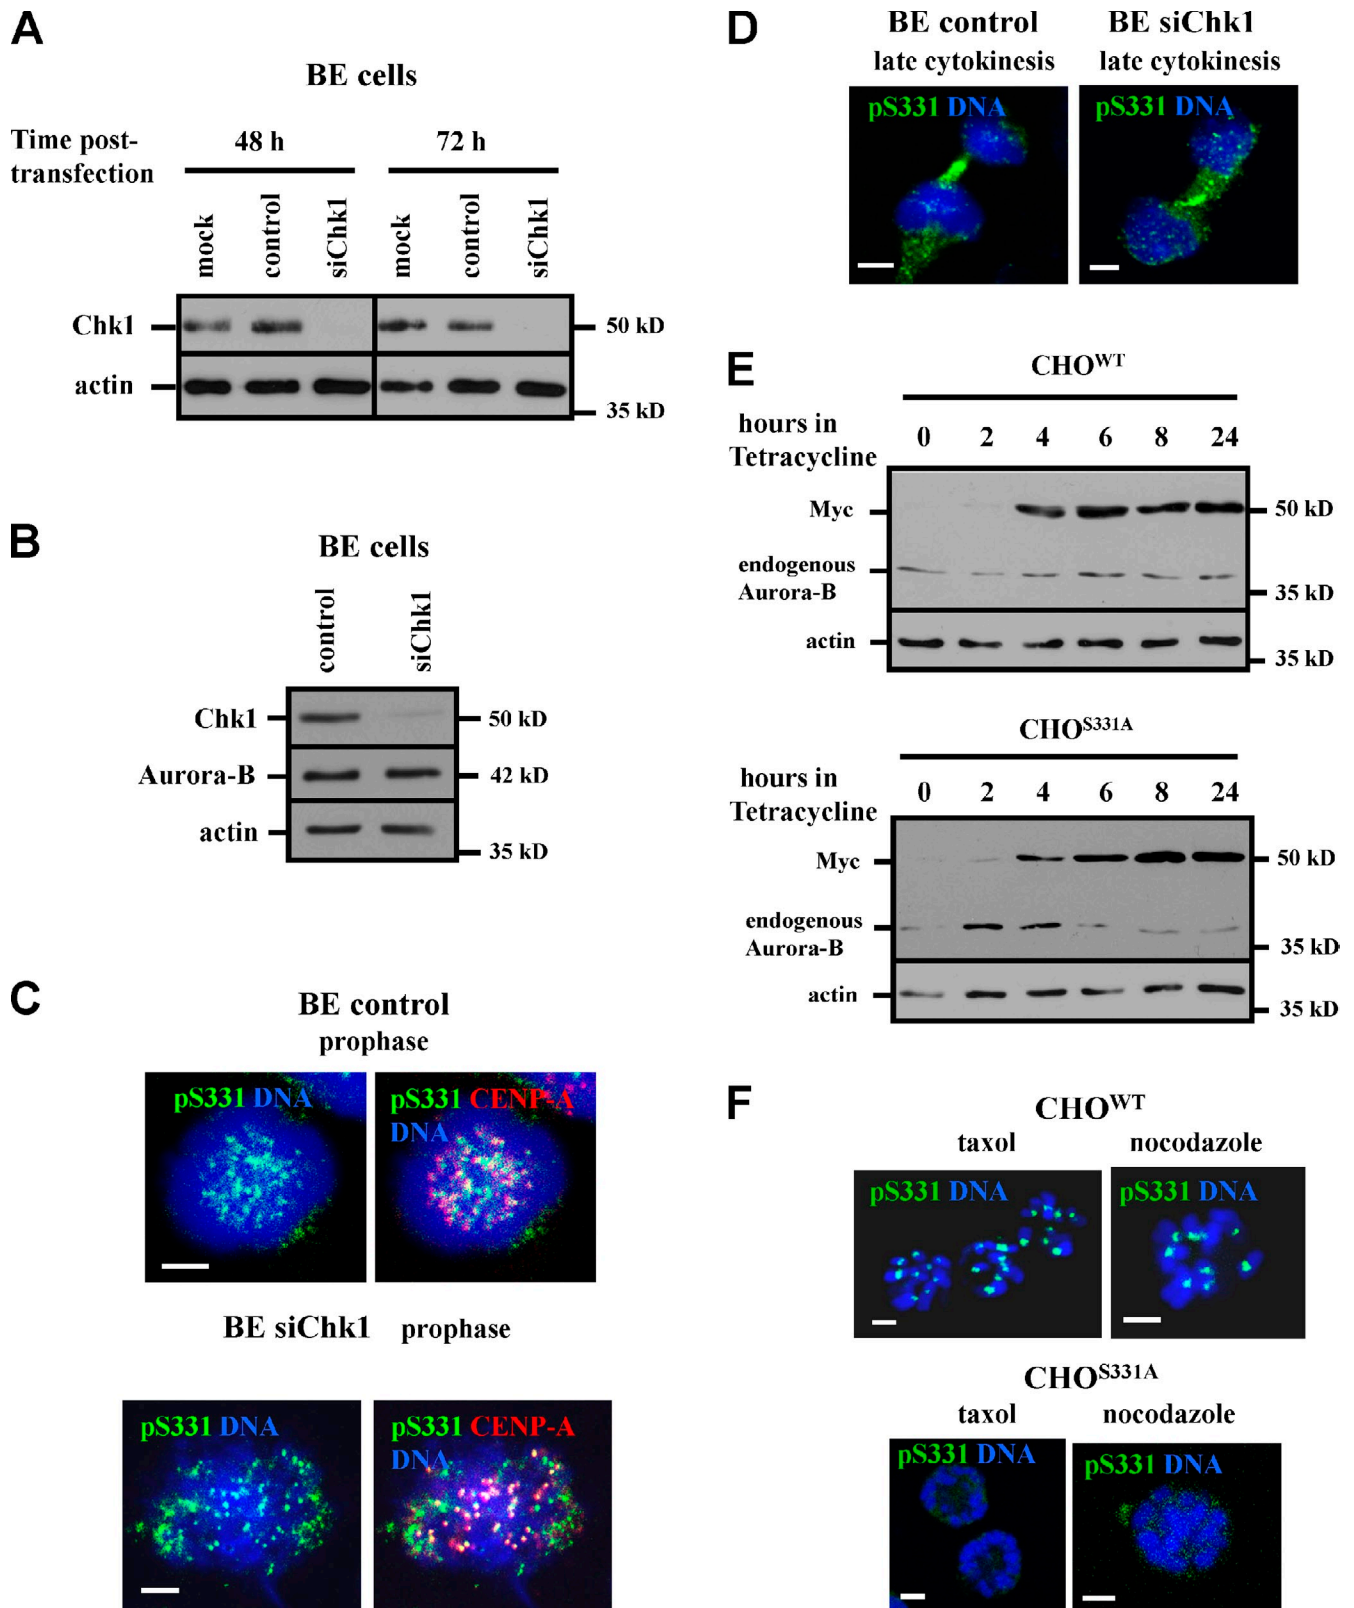 A
BE cells
Time post-
transfection
48 h
72 h
mock
control
siChk1
mock
control
siChk1
Chk1
50 kD
actin
35 kD
B
BE cells
control
siChk1
Chk1
50 kD
Aurora-B
42 kD
actin
35 kD
C
BE control
prophase
pS331 DNA
pS331 CENP-A
DNA
BE siChk1 prophase
pS331 DNA
pS331 CENP-A
DNA
D
BE control
late cytokinesis
BE siChk1
late cytokinesis
pS331 DNA
pS331 DNA
E
CHOWT
hours in
Tetracycline
0 2 4 6 8 24
Myc
50 kD
endogenous
Aurora-B
35 kD
actin
35 kD
CHOS331A
hours in
Tetracycline
0 2 4 6 8 24
Myc
50 kD
endogenous
Aurora-B
35 kD
actin
35 kD
F
CHOWT
taxol
nocodazole
pS331 DNA
pS331 DNA
CHOS331A
taxol
nocodazole
pS331 DNA
pS331 DNA